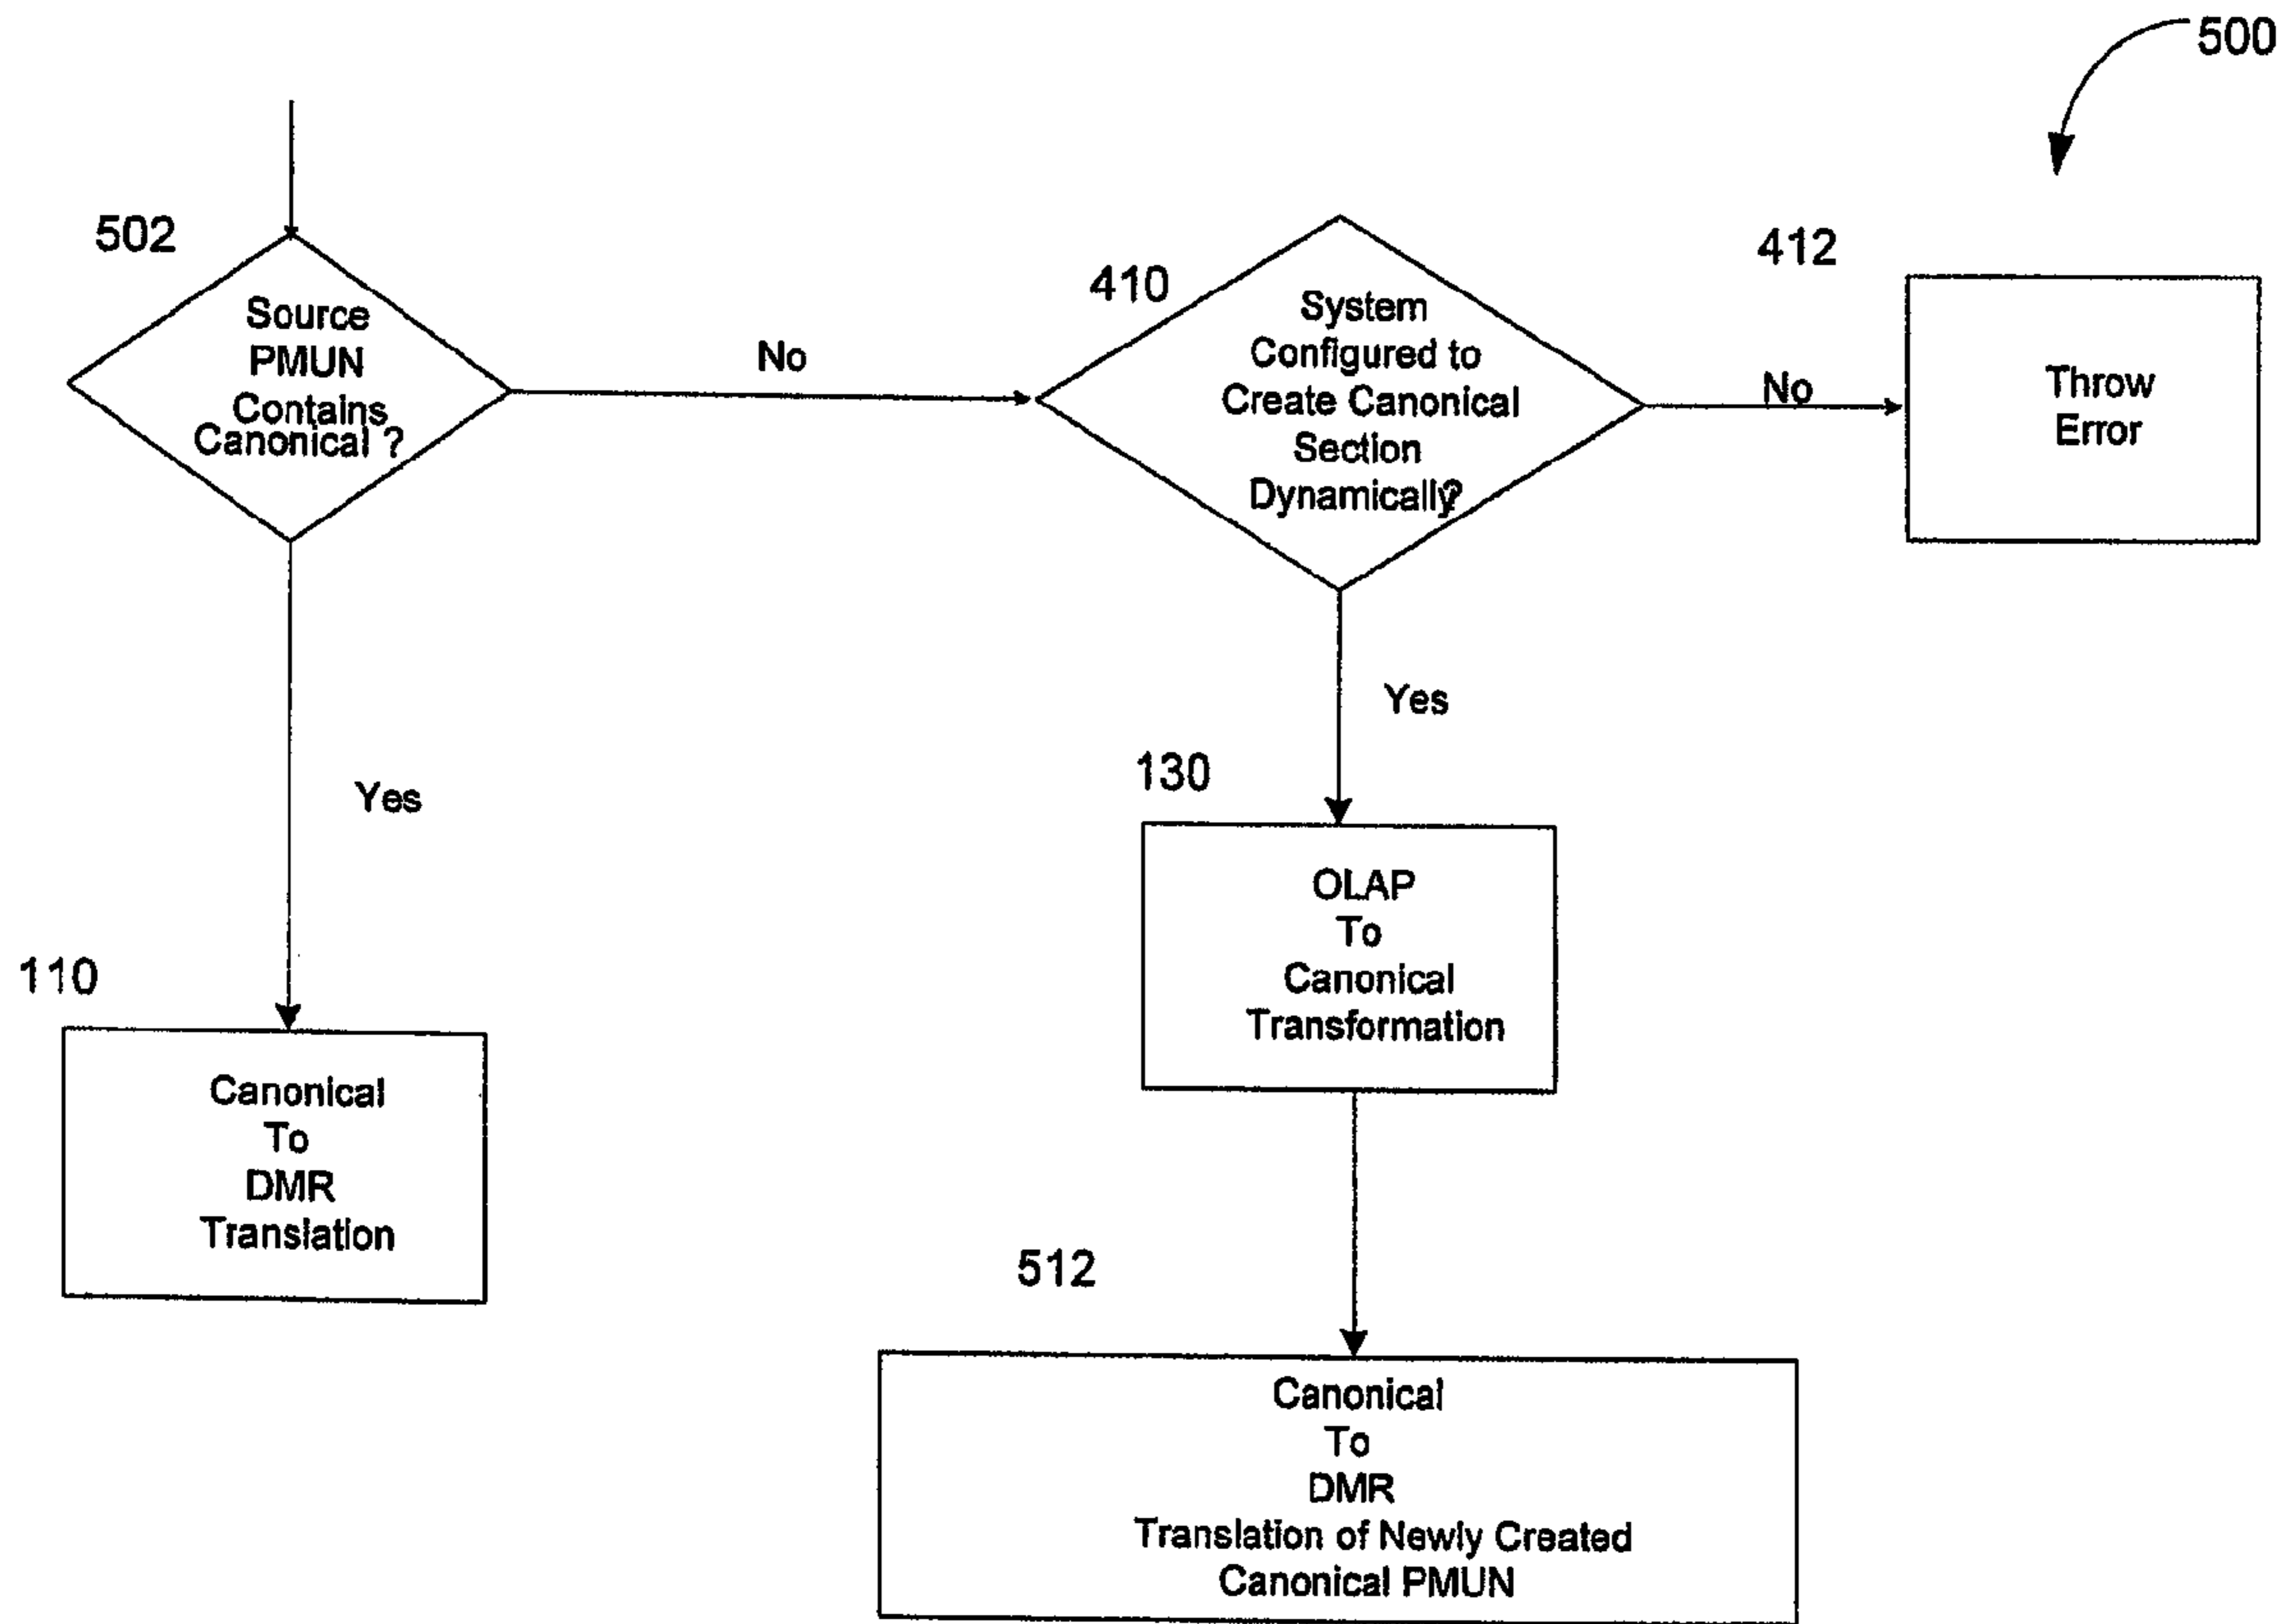 500
502
Source
PMUN
Contains
Canonical ?
No
410
System
Configured to
Create Canonical
Section
Dynamically?
No
412
Throw
Error
Yes
110
Canonical
To
DMR
Translation
Yes
130
OLAP
To
Canonical
Transformation
512
Canonical
To
DMR
Translation of Newly Created
Canonical PMUN